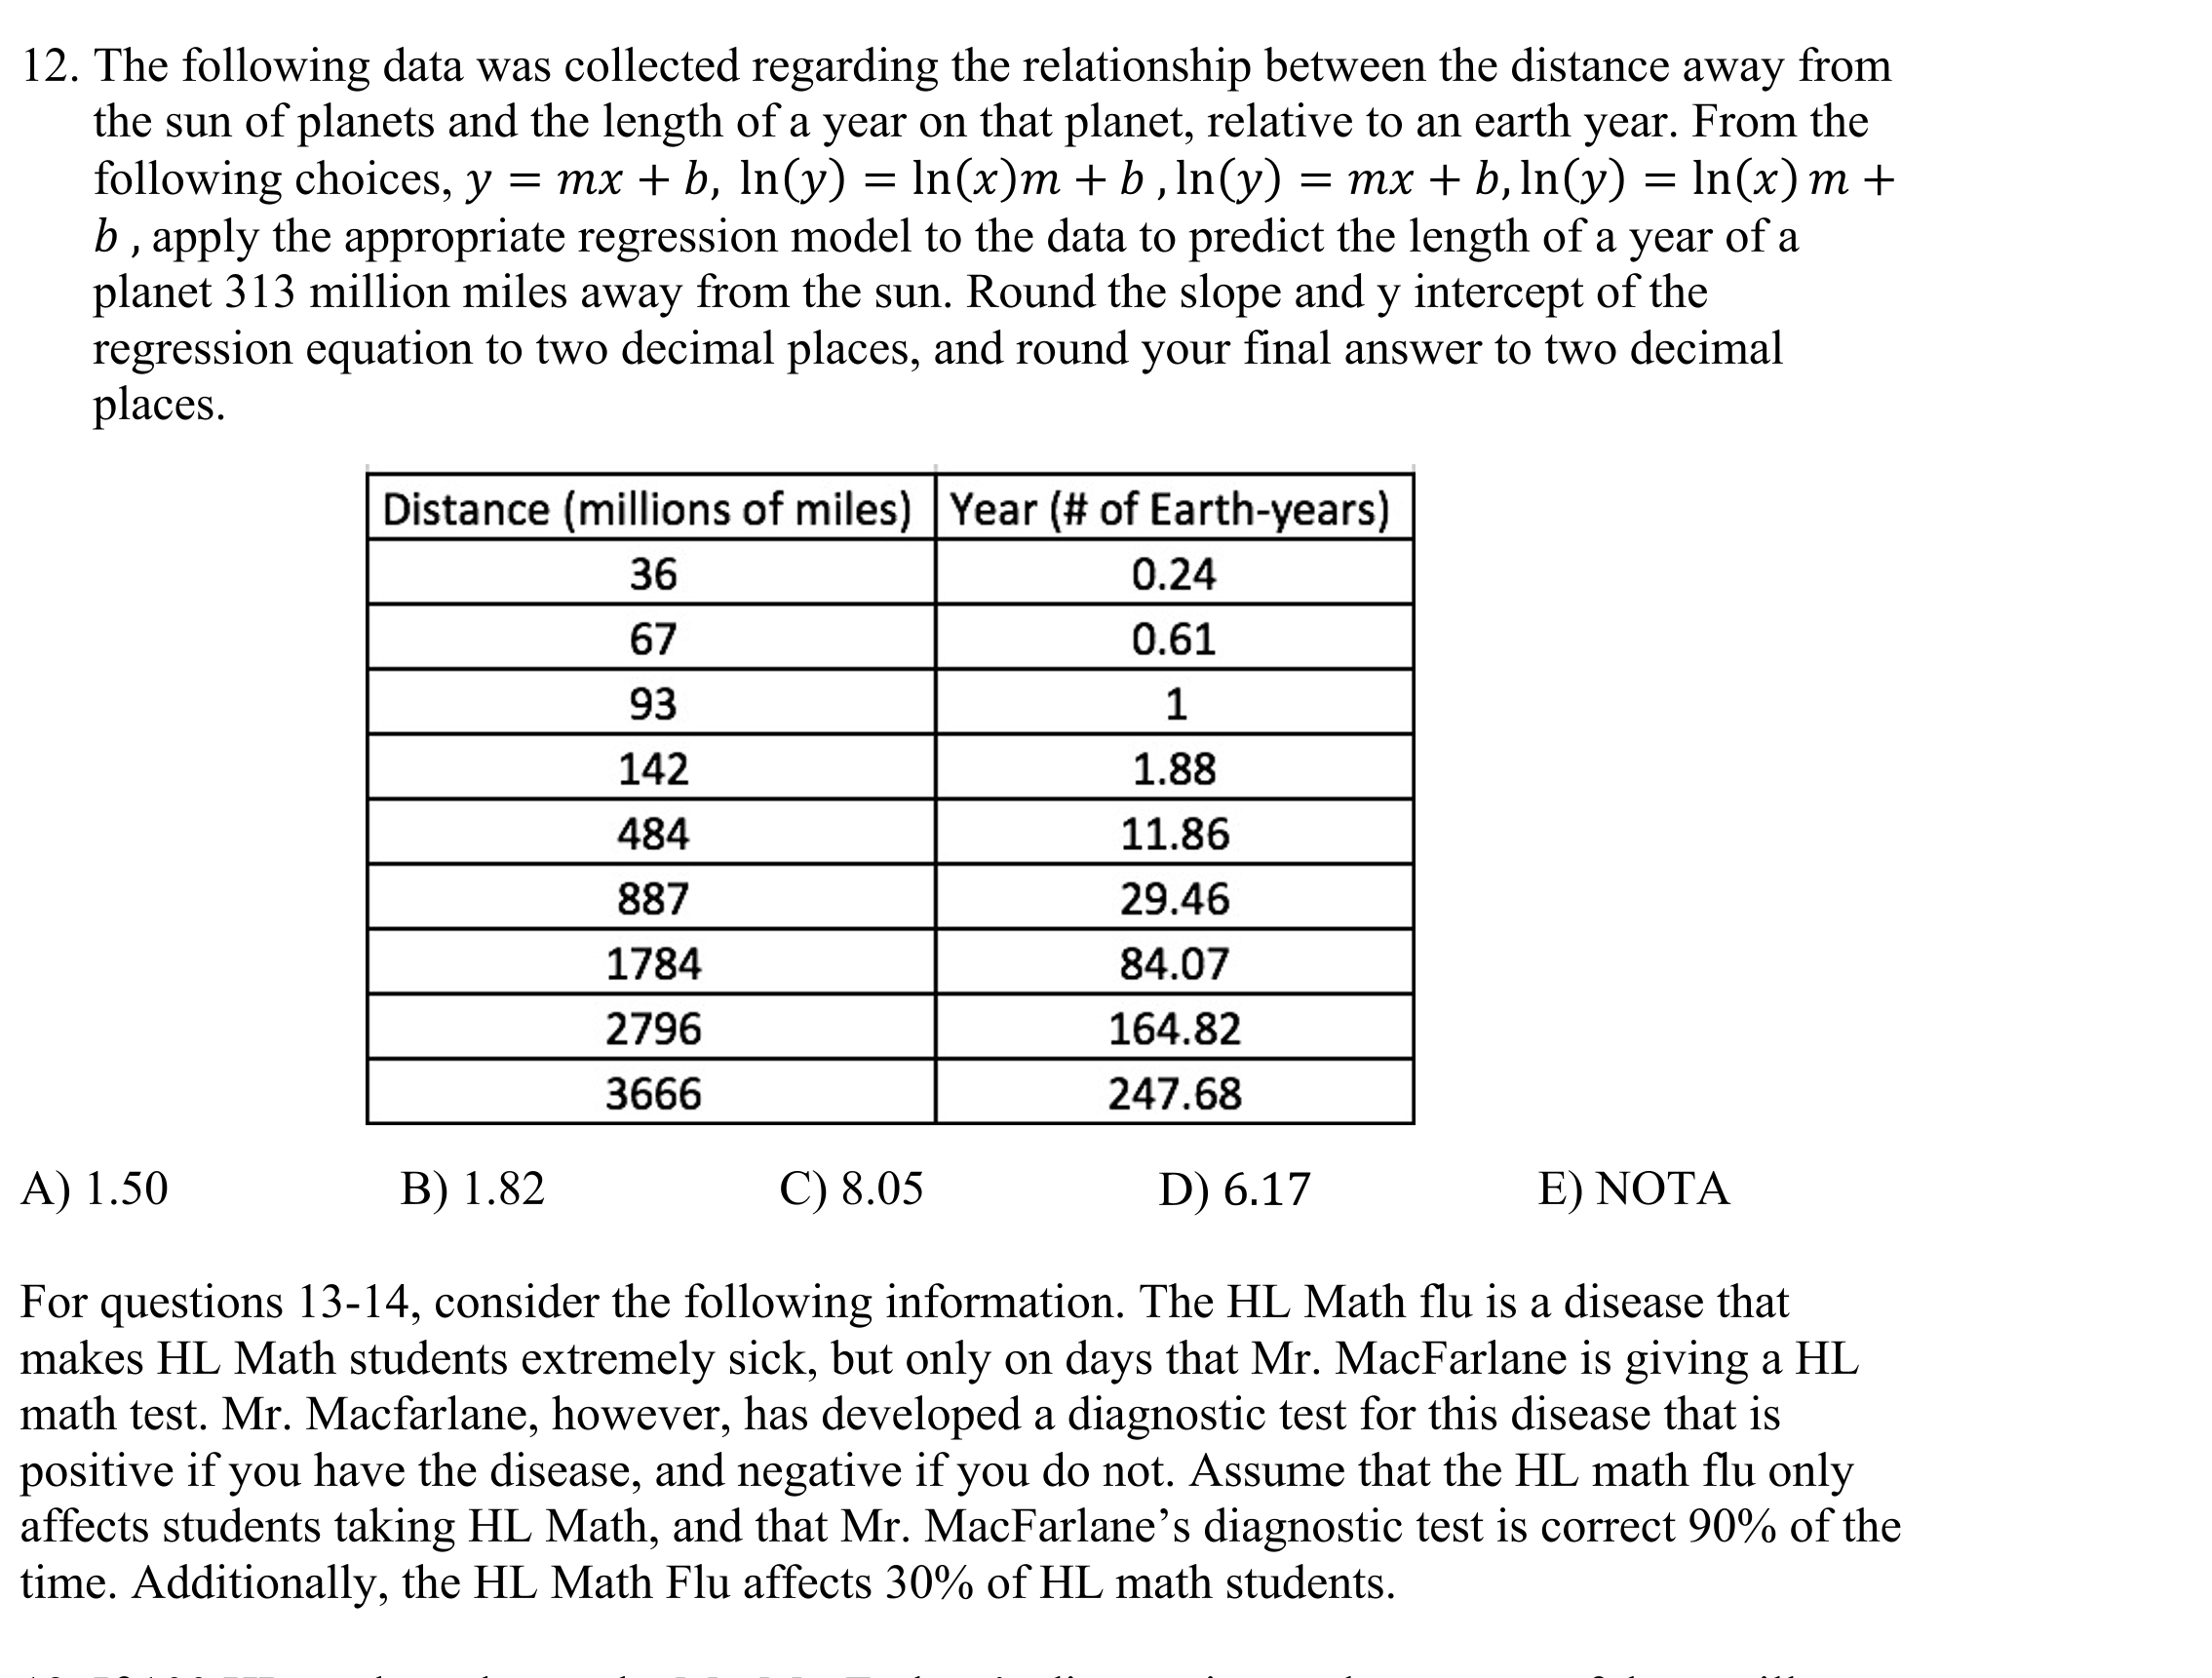 12. The following data was collected regarding the relationship between the distance away from
the sun of planets and the length of a year on that planet, relative to an earth year. From the
following choices, y = mx + b, ln(y) = ln(x)m + b , ln(y) = mx + b, ln(y) = ln(x) m +
b , apply the appropriate regression model to the data to predict the length of a year of a
planet 313 million miles away from the sun. Round the slope and y intercept of the
regression equation to two decimal places, and round your final answer to two decimal
places.
Distance (millions of miles) Year (# of Earth-years)
36 0.24
67 0.61
93 1
142 1.88
484 11.86
887 29.46
1784 84.07
2796 164.82
3666 247.68
A) 1.50 B) 1.82 C) 8.05 D) 6.17 E) NOTA
For questions 13-14, consider the following information. The HL Math flu is a disease that
makes HL Math students extremely sick, but only on days that Mr. MacFarlane is giving a HL
math test. Mr. Macfarlane, however, has developed a diagnostic test for this disease that is
positive if you have the disease, and negative if you do not. Assume that the HL math flu only
affects students taking HL Math, and that Mr. MacFarlane’s diagnostic test is correct 90% of the
time. Additionally, the HL Math Flu affects 30% of HL math students.